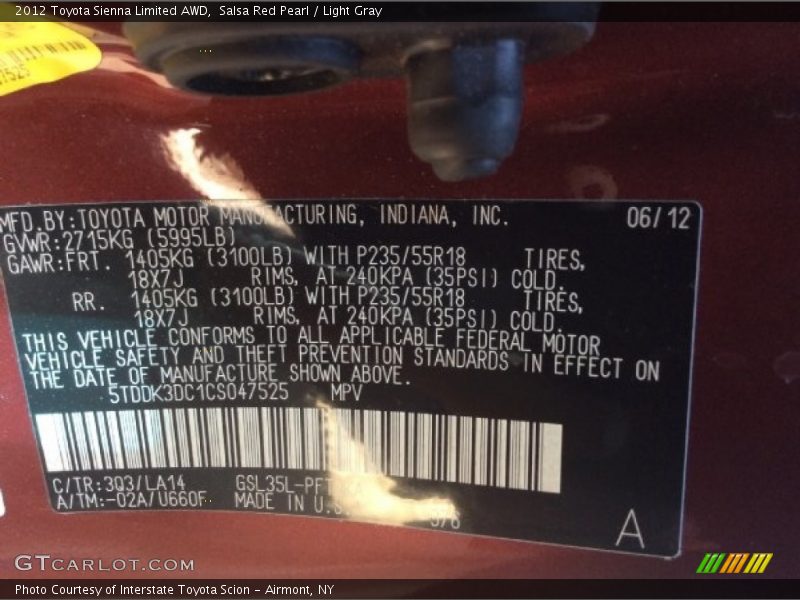 2012 Toyota Sienna Limited AWD,  Salsa Red Pearl / Light Gray
7525
MFD.BY:TOYOTA MOTOR MANUFACTURING, INDIANA, INC. 06/12
GVWR:2715KG (5995LB)
GAWR:FRT. 1405KG (3100LB) WITH P235/55R18 TIRES,
18X7J RIMS, AT 240KPA (35PSI) COLD.
RR. 1405KG (3100LB) WITH P235/55R18 TIRES,
18X7J RIMS, AT 240KPA (35PSI) COLD.
THIS VEHICLE CONFORMS TO ALL APPLICABLE FEDERAL MOTOR
VEHICLE SAFETY AND THEFT PREVENTION STANDARDS IN EFFECT ON
THE DATE OF MANUFACTURE SHOWN ABOVE.
5TDDK3DC1CS047525 MPV
C/TR:3Q3/LA14 GSL35L-PFT
A/TM:-02A/U660F MADE IN U.S
A
GTCARLOT.COM
Photo Courtesy of Interstate Toyota Scion - Airmont, NY